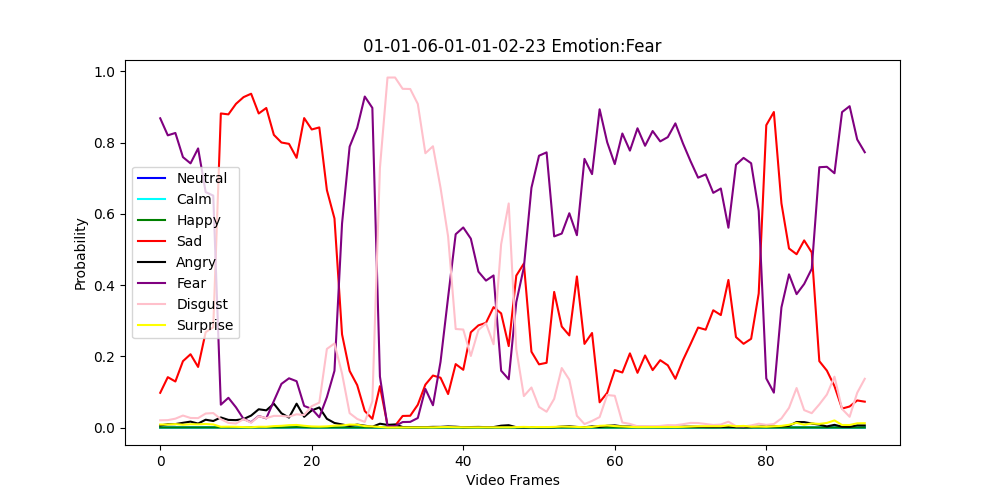 01-01-06-01-01-02-23 Emotion:Fear
1.0
0.8
0.6
0.4
0.2
0.0
Probability
Neutral
Calm
Happy
Sad
Angry
Fear
Disgust
Surprise
0 20 40 60 80
Video Frames